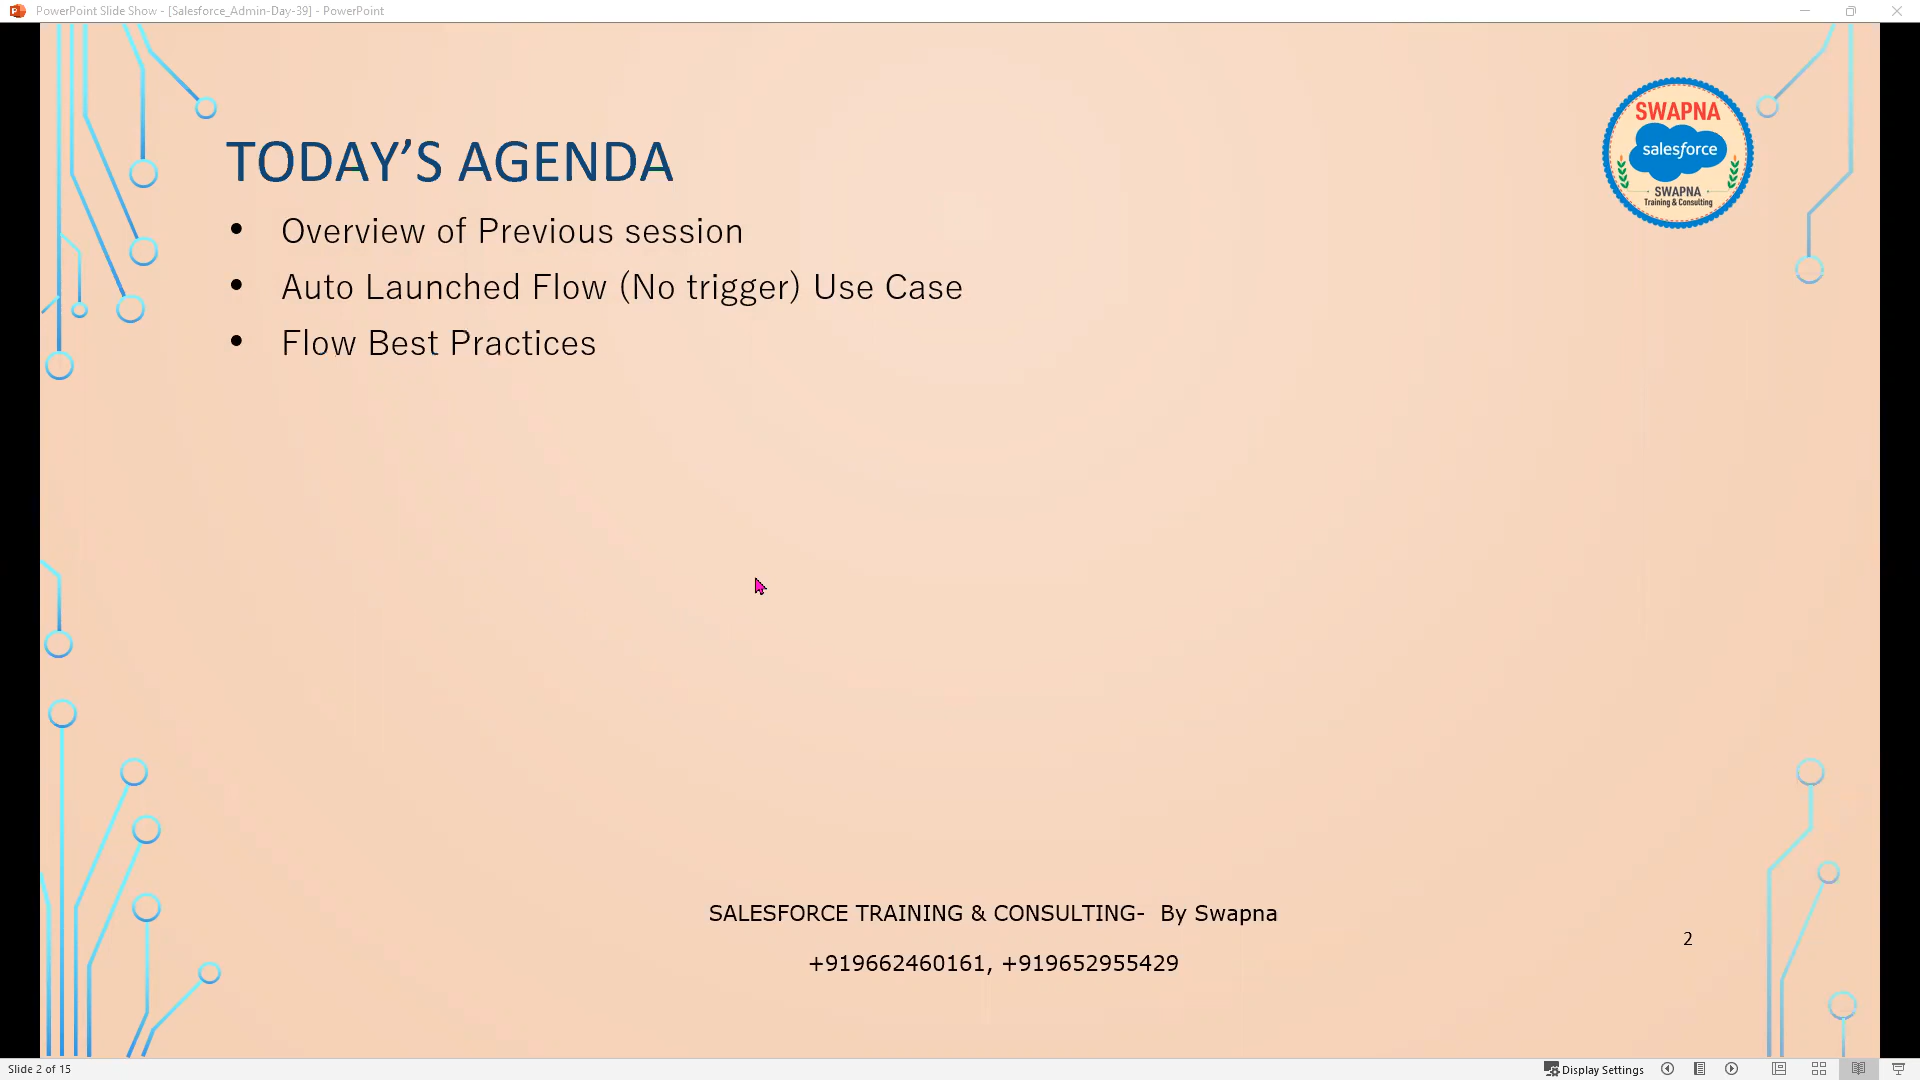 PowerPoint Slide Show - [Salesforce_Admin-Day-39] - PowerPoint
SWAPNA
salesforce
SWAPNA
Training & Consulting
TODAY’S AGENDA
• Overview of Previous session
• Auto Launched Flow (No trigger) Use Case
• Flow Best Practices
SALESFORCE TRAINING & CONSULTING- By Swapna
+919662460161, +919652955429
2
Slide 2 of 15
Display Settings